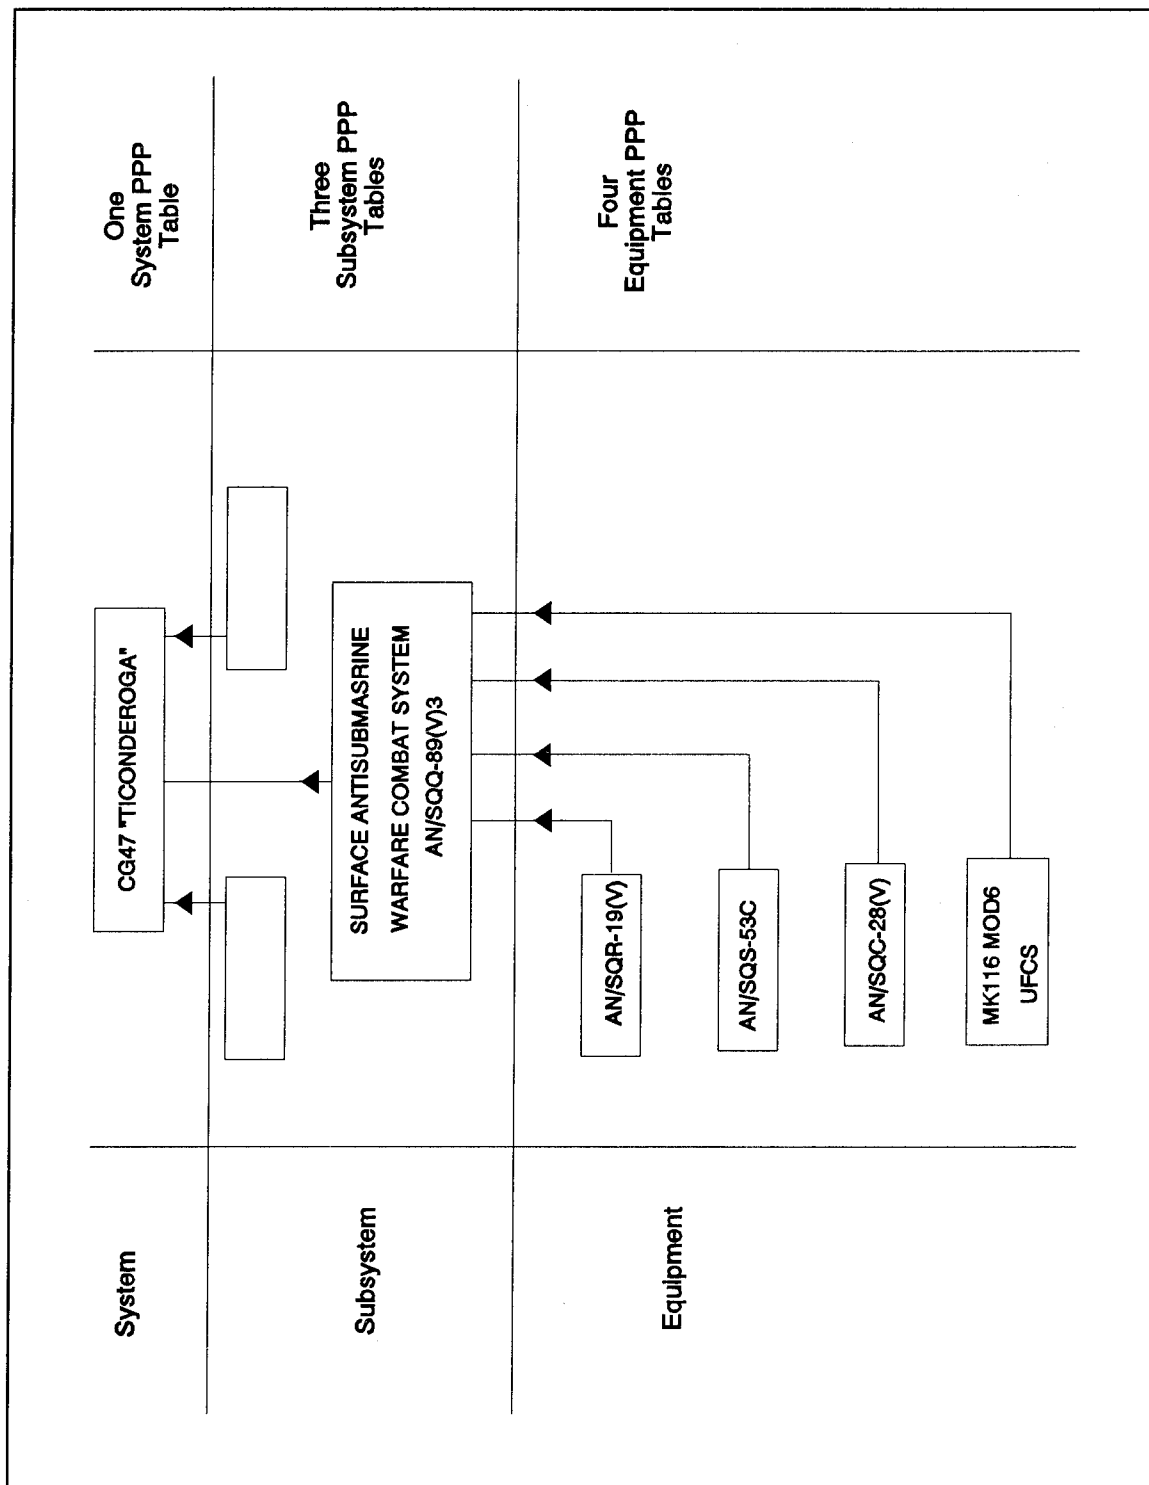 System
CG47 "TICONDEROGA"
One
System PPP
Table
Subsystem
SURFACE ANTISUBMASRINE
WARFARE COMBAT SYSTEM
AN/SQQ-89(V)3
Three
Subsystem PPP
Tables
Equipment
AN/SQR-19(V)
AN/SQS-53C
AN/SQC-28(V)
MK116 MOD6
UFCS
Four
Equipment PPP
Tables